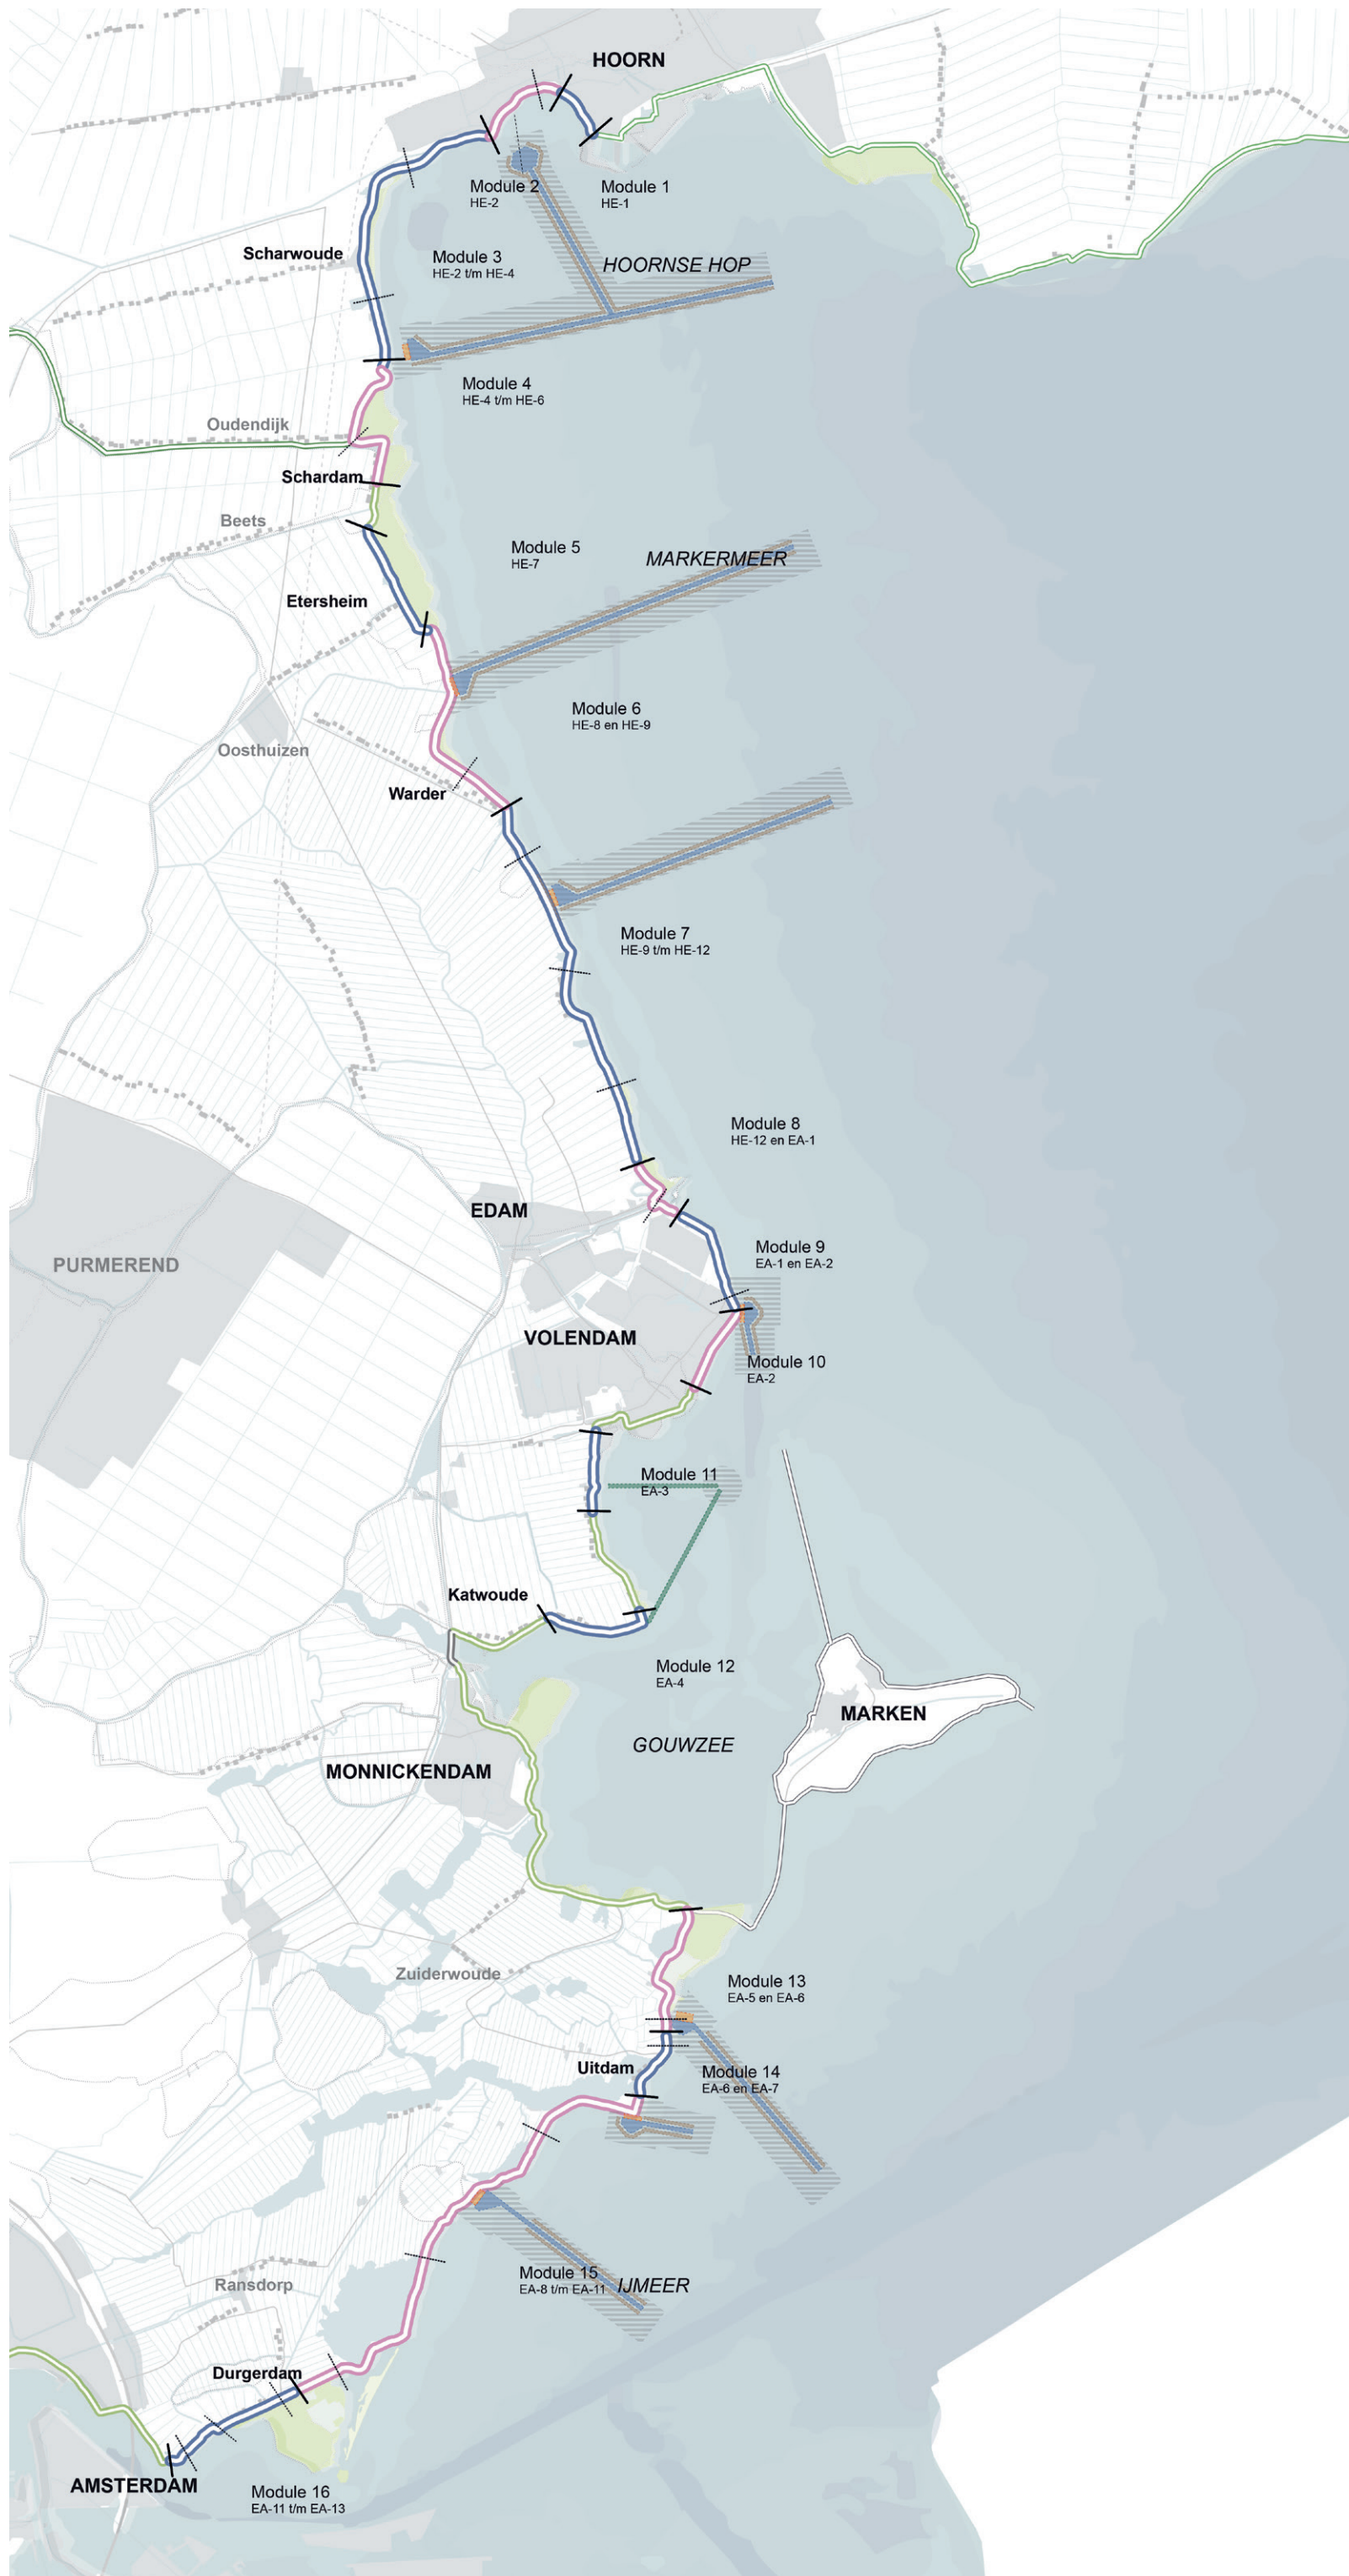 HOORN
Module 2
HE-2
Module 1
HE-1
Scharwoude
Module 3
HE-2 t/m HE-4
HOORNSE HOP
Module 4
HE-4 t/m HE-6
Oudendijk
Schardam
Beets
Module 5
HE-7
MARKERMEER
Etersheim
Module 6
HE-8 en HE-9
Oosthuizen
Warder
Module 7
HE-9 t/m HE-12
Module 8
HE-12 en EA-1
EDAM
Module 9
EA-1 en EA-2
PURMEREND
VOLENDAM
Module 10
EA-2
Module 11
EA-3
Katwoude
Module 12
EA-4
MARKEN
GOUWZEE
MONNICKENDAM
Zuiderwoude
Module 13
EA-5 en EA-6
Uitdam
Module 14
EA-6 en EA-7
Module 15
EA-8 t/m EA-11
IJMEER
Ransdorp
Durgerdam
AMSTERDAM
Module 16
EA-11 t/m EA-13